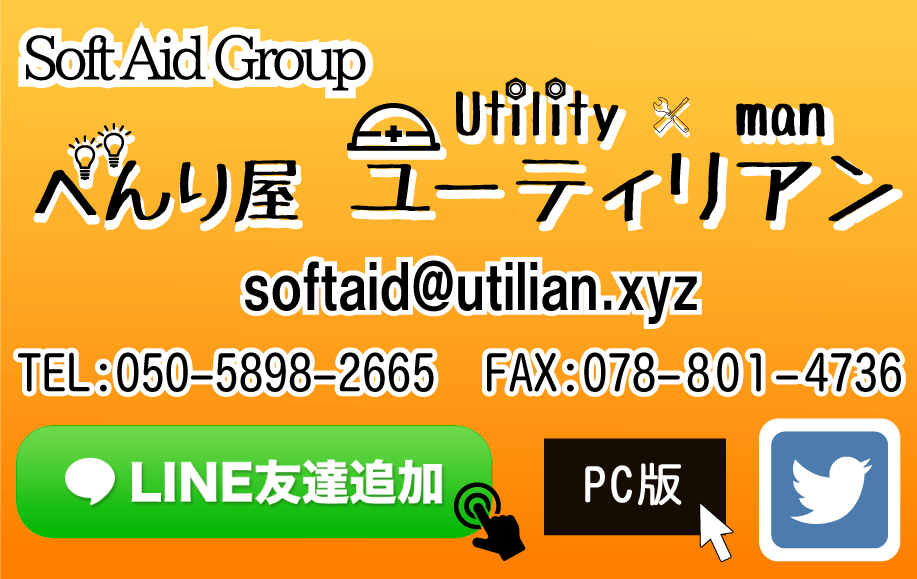 Soft Aid Group
Utility man
べんり屋 ユーティリアン
softaid@utilian.xyz
TEL:050-5898-2665 FAX:078-801-4736
LINE友達追加
PC版